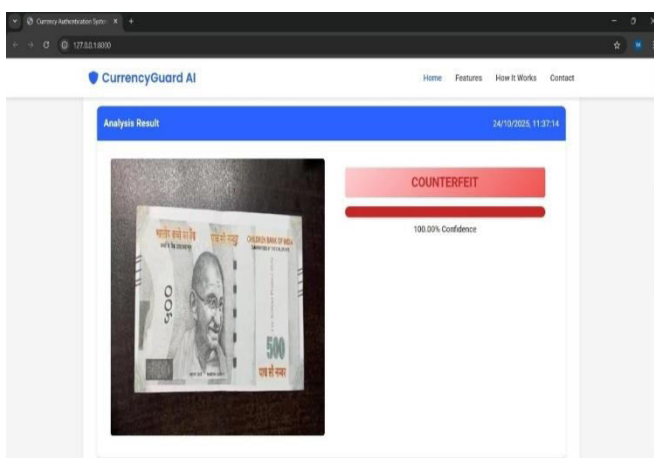 Currency Authentication Syste
127.0.0.1:8000
CurrencyGuard AI
Home Features How It Works Contact
Analysis Result
24/10/2025, 11:37:14
COUNTERFEIT
100.00% Confidence
CHILDREN BANK OF INDIA
५००
500